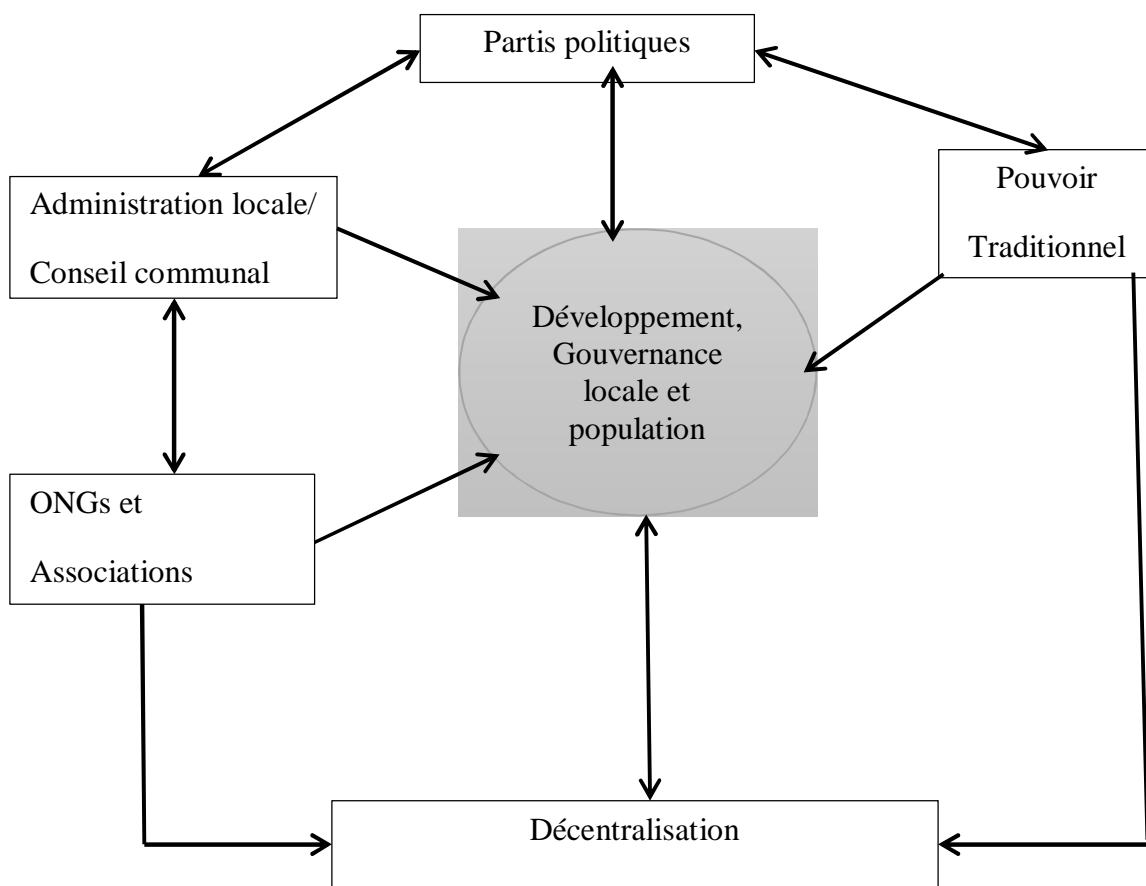 Partis politiques
Administration locale/
Conseil communal
Pouvoir
Traditionnel
Développement,
Gouvernance
locale et
population
ONGs et
Associations
Décentralisation